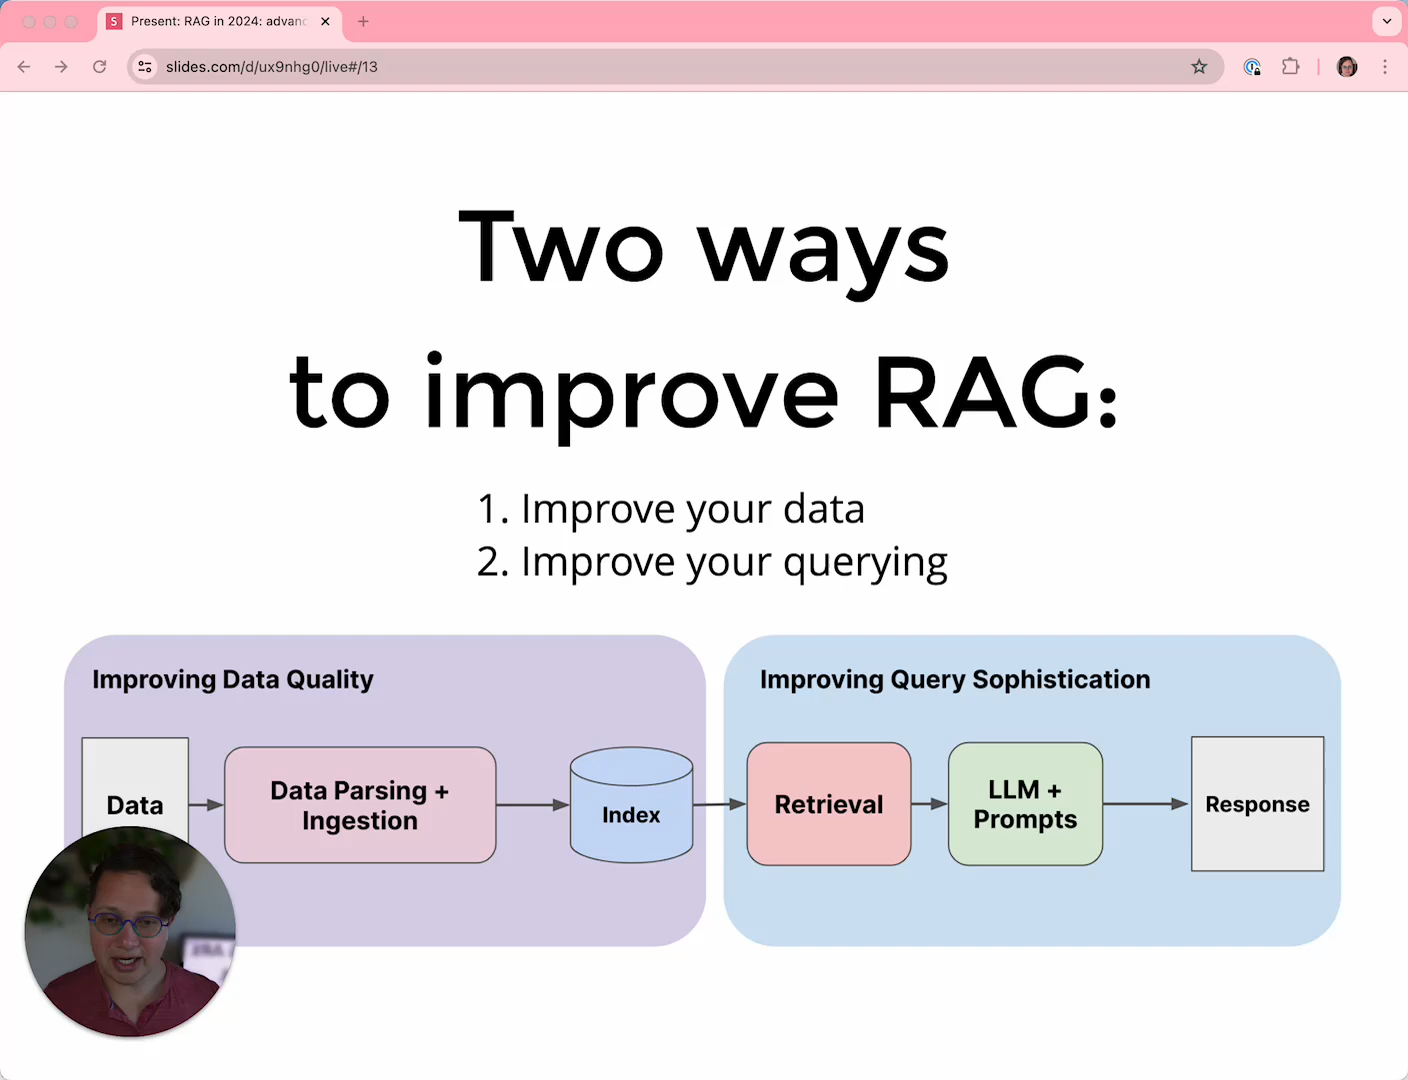 S Present: RAG in 2024: advanc
slides.com/d/ux9nhg0/live#/13
Two ways
to improve RAG:
1. Improve your data
2. Improve your querying
Improving Data Quality
Data
Data Parsing +
Ingestion
Index
Improving Query Sophistication
Retrieval
LLM +
Prompts
Response